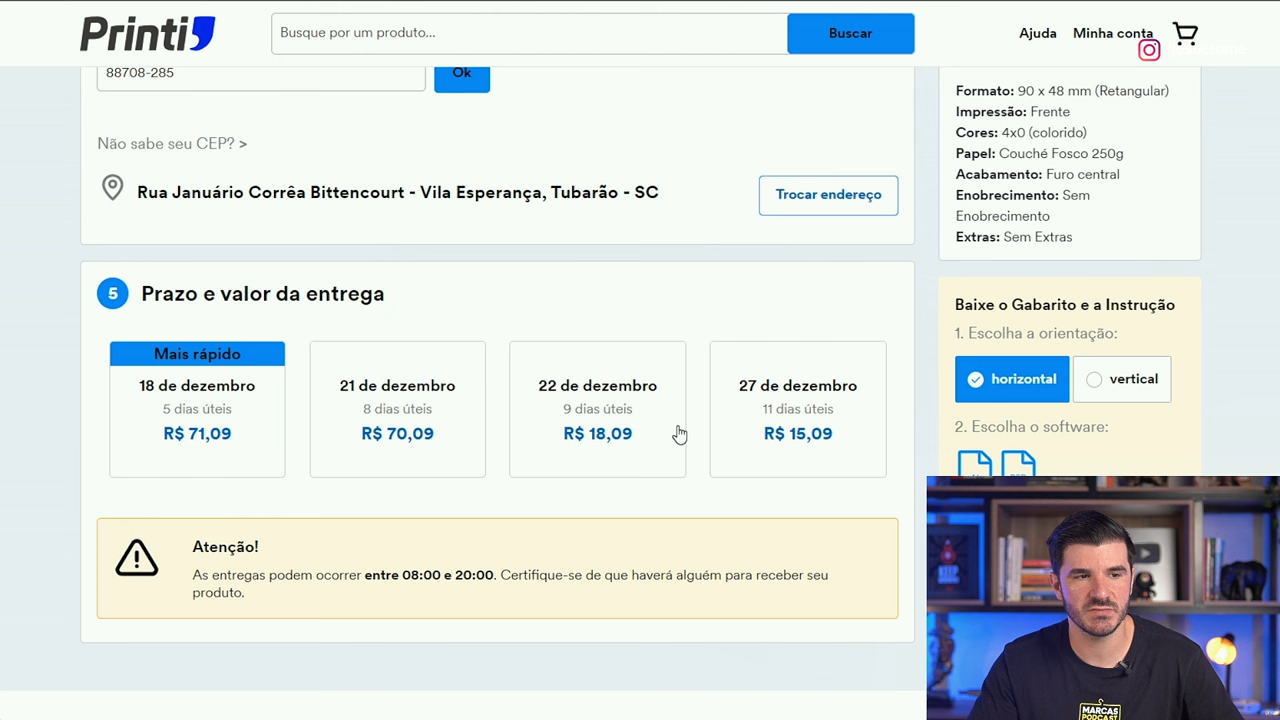 Printi
Busque por um produto...
Buscar
Ajuda
Minha conta
88708-285
Ok
Não sabe seu CEP? >
Rua Januário Corrêa Bittencourt - Vila Esperança, Tubarão - SC
Trocar endereço
5
Prazo e valor da entrega
Mais rápido
18 de dezembro
5 dias úteis
R$ 71,09
21 de dezembro
8 dias úteis
R$ 70,09
22 de dezembro
9 dias úteis
R$ 18,09
27 de dezembro
11 dias úteis
R$ 15,09
Atenção!
As entregas podem ocorrer entre 08:00 e 20:00. Certifique-se de que haverá alguém para receber seu
produto.
Formato: 90 x 48 mm (Retangular)
Impressão: Frente
Cores: 4x0 (colorido)
Papel: Couché Fosco 250g
Acabamento: Furo central
Enobrecimento: Sem
Enobrecimento
Extras: Sem Extras
Baixe o Gabarito e a Instrução
1. Escolha a orientação:
horizontal
vertical
2. Escolha o software:
MARCAS
PODCAST